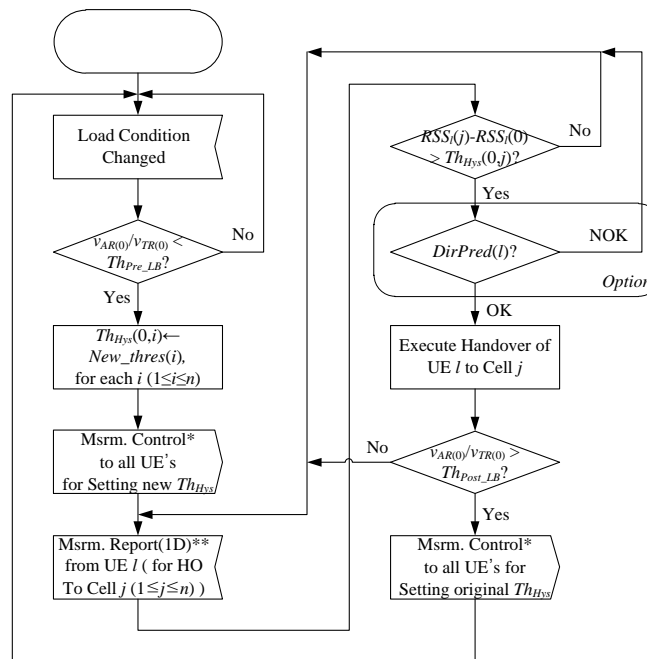 Load Condition
Changed
v_AR(0)/v_TR(0) <
Th_Pre_LB?
No
Yes
Th_Hys(0,i)←
New_thres(i),
for each i (1≤i≤n)
Msrm. Control*
to all UE's
for Setting new Th_Hys
Msrm. Report(1D)**
from UE l ( for HO
To Cell j (1≤j≤n) )
RSS_l(j)-RSS_l(0)
> Th_Hys(0,j)?
No
Yes
DirPred(l)?
NOK
Option
OK
Execute Handover of
UE l to Cell j
v_AR(0)/v_TR(0) >
Th_Post_LB?
No
Yes
Msrm. Control*
to all UE's for
Setting original Th_Hys